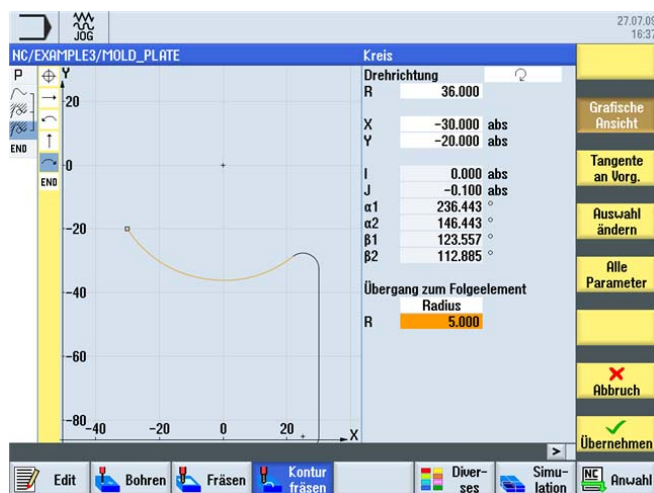 27.07.09
16:37
JOG
NC/EXAMPLE3/MOLD_PLATE
Kreis
P
END
END
Y
20
0
-20
-40
-60
-80
-40
-20
0
20
X
Drehrichtung
R 36.000
X -30.000 abs
Y -20.000 abs
I 0.000 abs
J -0.100 abs
α1 236.443 °
α2 146.443 °
β1 123.557 °
β2 112.885 °
Übergang zum Folgeelement
Radius
R 5.000
Grafische
Ansicht
Tangente
an Vorg.
Auswahl
ändern
Alle
Parameter
Abbruch
Übernehmen
>
Edit
Bohren
Fräsen
Kontur
fräsen
Diver-
ses
Simu-
lation
NC
Anwahl